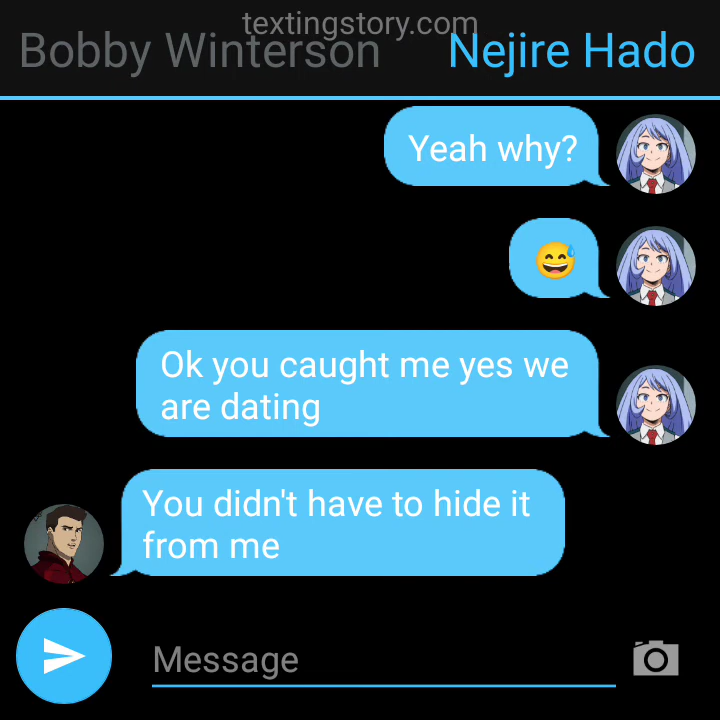 textingstory.com
Bobby Winterson
Nejire Hado
Yeah why?
😅
Ok you caught me yes we
are dating
You didn't have to hide it
from me
Message